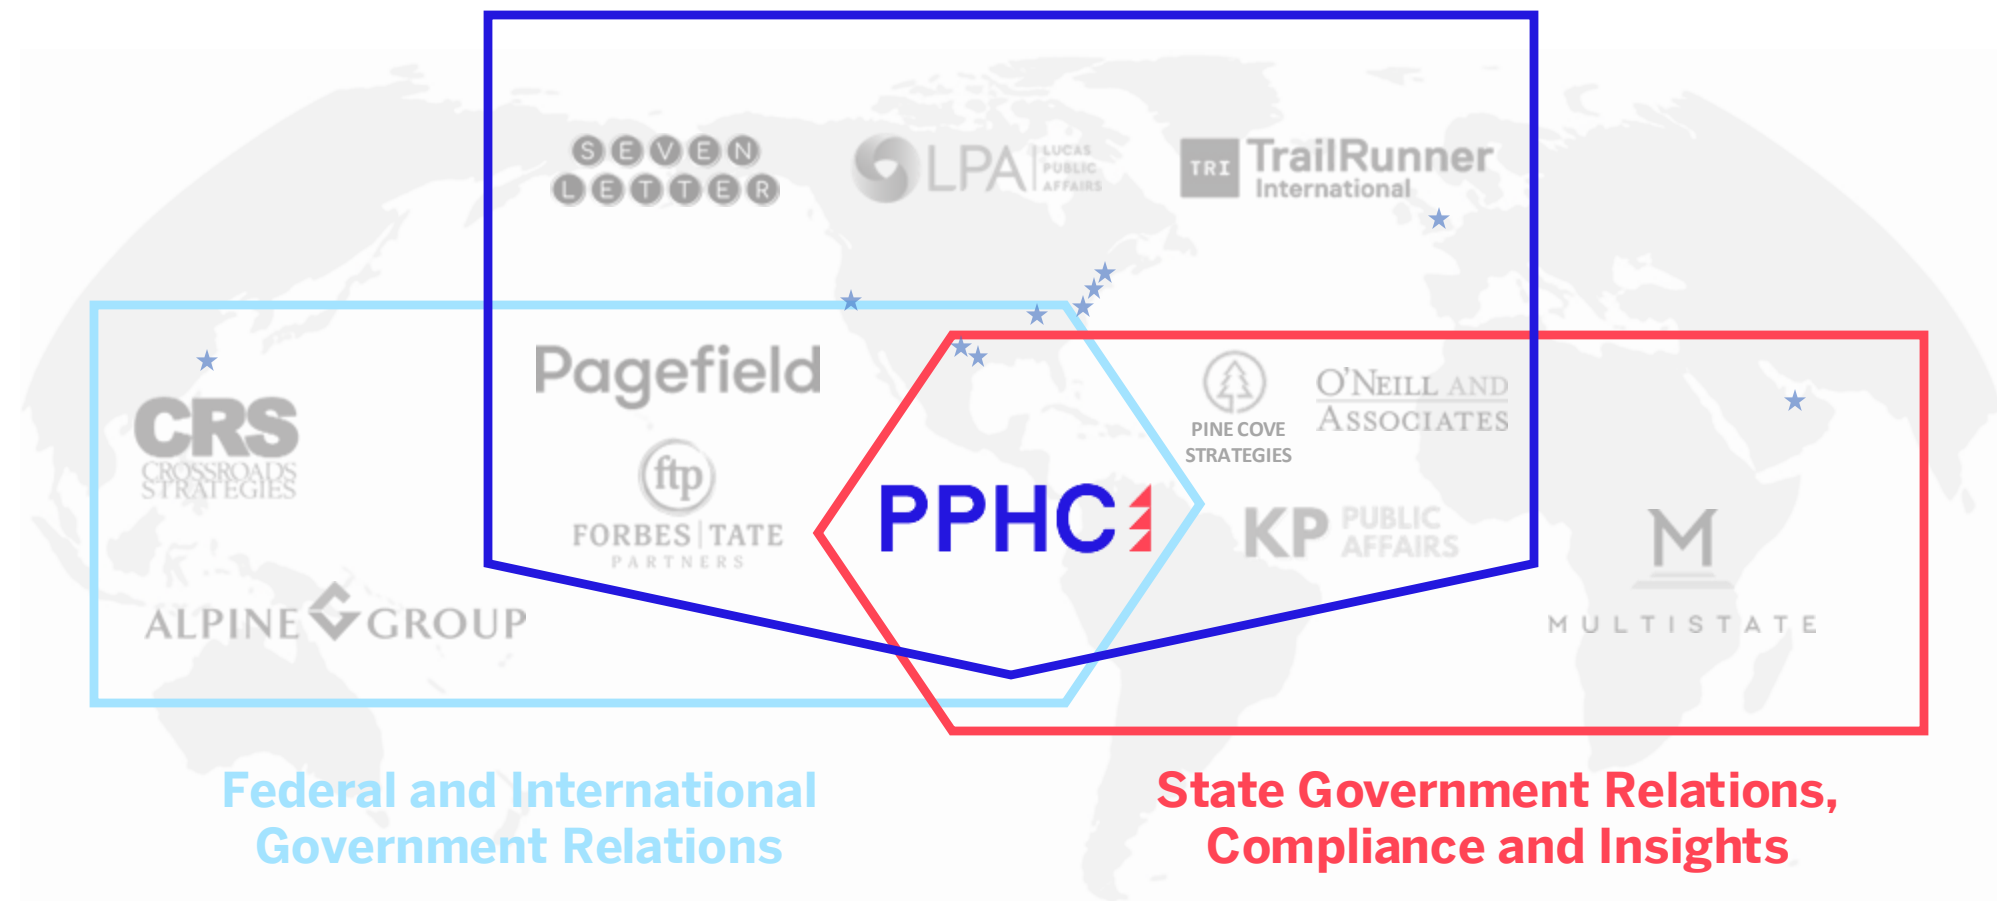 SEVEN
LETTER
LPA LUCAS
PUBLIC
AFFAIRS
TRI TrailRunner
International
Pagefield
CRS
CROSSROADS
STRATEGIES
ftp
FORBES|TATE
PARTNERS
ALPINE GROUP
PPHC
PINE COVE
STRATEGIES
O'NEILL AND
ASSOCIATES
KP PUBLIC
AFFAIRS
M
MULTISTATE
Federal and International
Government Relations
State Government Relations,
Compliance and Insights